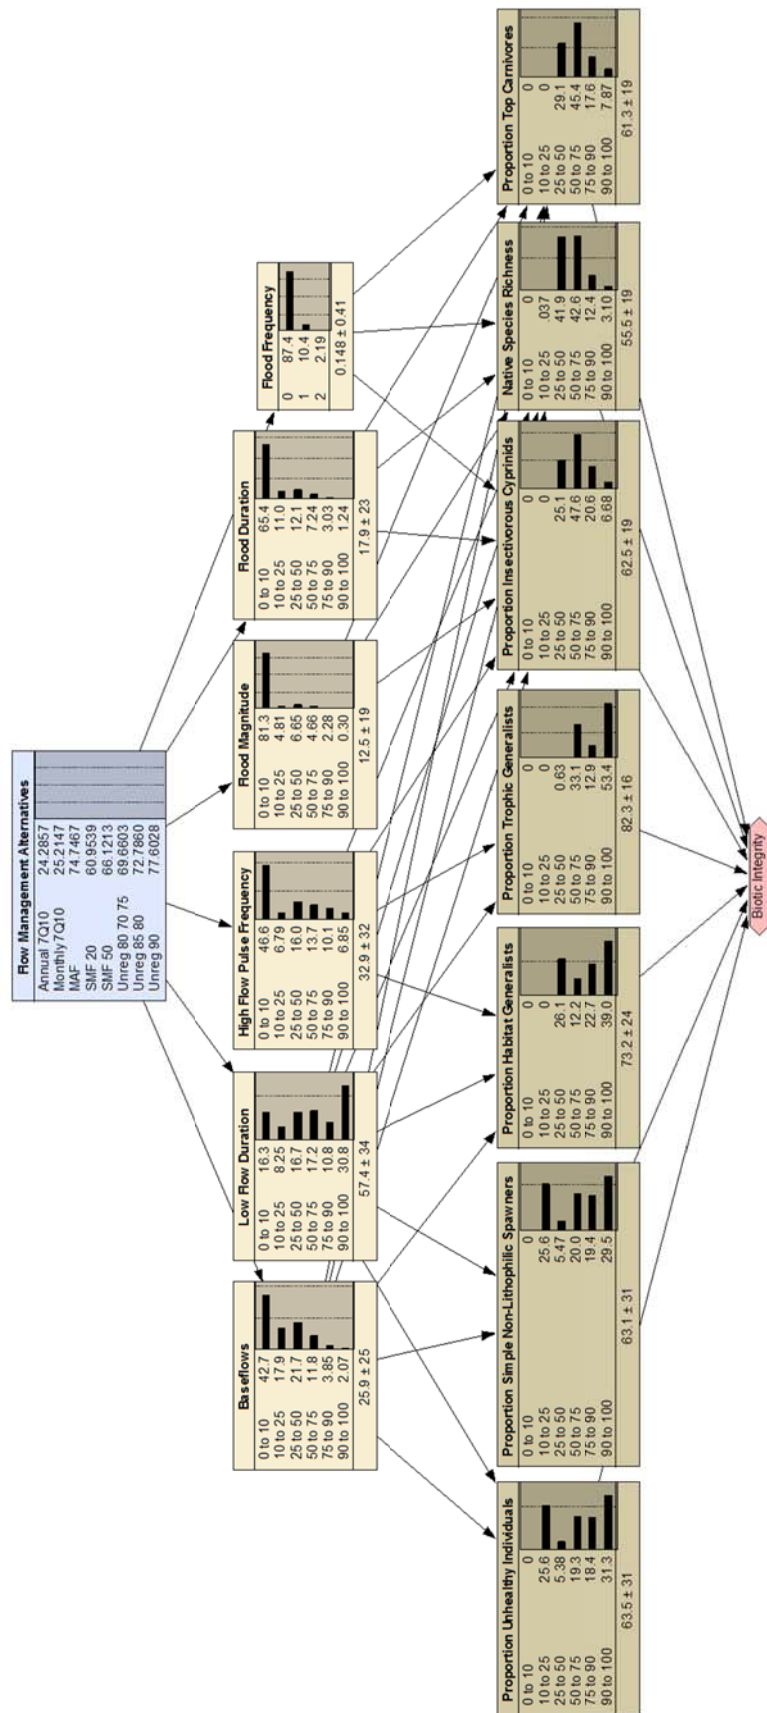 Flow Management Alternatives
Annual 7Q10 24.2857
Monthly 7Q10 25.2147
MAF 74.7467
SMF 20 60.9539
SMF 50 66.1213
Unreg 80 70 75 69.6603
Unreg 85 80 72.7860
Unreg 90 77.6028
Baseflows
0 to 10 42.7
10 to 25 17.9
25 to 50 21.7
50 to 75 11.8
75 to 90 3.85
90 to 100 2.07
25.9 ± 25
Low Flow Duration
0 to 10 16.3
10 to 25 8.25
25 to 50 16.7
50 to 75 17.2
75 to 90 10.8
90 to 100 30.8
57.4 ± 34
High Flow Pulse Frequency
0 to 10 46.6
10 to 25 6.79
25 to 50 16.0
50 to 75 13.7
75 to 90 10.1
90 to 100 6.85
32.9 ± 32
Flood Magnitude
0 to 10 81.3
10 to 25 4.81
25 to 50 6.65
50 to 75 4.66
75 to 90 2.28
90 to 100 0.30
12.5 ± 19
Flood Duration
0 to 10 65.4
10 to 25 11.0
25 to 50 12.1
50 to 75 7.24
75 to 90 3.03
90 to 100 1.24
17.9 ± 23
Flood Frequency
0 87.4
1 10.4
2 2.19
0.148 ± 0.41
Proportion Unhealthy Individuals
0 to 10 0
10 to 25 25.6
25 to 50 5.38
50 to 75 19.3
75 to 90 18.4
90 to 100 31.3
63.5 ± 31
Proportion Simple Non-Lithophilic Spawners
0 to 10 0
10 to 25 25.6
25 to 50 5.47
50 to 75 20.0
75 to 90 19.4
90 to 100 29.5
63.1 ± 31
Proportion Habitat Generalists
0 to 10 0
10 to 25 0
25 to 50 26.1
50 to 75 12.2
75 to 90 22.7
90 to 100 39.0
73.2 ± 24
Proportion Trophic Generalists
0 to 10 0
10 to 25 0
25 to 50 0.63
50 to 75 33.1
75 to 90 12.9
90 to 100 53.4
82.3 ± 16
Proportion Insectivorous Cyprinids
0 to 10 0
10 to 25 0
25 to 50 25.1
50 to 75 47.6
75 to 90 20.6
90 to 100 6.68
62.5 ± 19
Native Species Richness
0 to 10 0
10 to 25 .037
25 to 50 41.9
50 to 75 42.6
75 to 90 12.4
90 to 100 3.10
55.5 ± 19
Proportion Top Carnivores
0 to 10 0
10 to 25 0
25 to 50 29.1
50 to 75 45.4
75 to 90 17.6
90 to 100 7.87
61.3 ± 19
Biotic Integrity